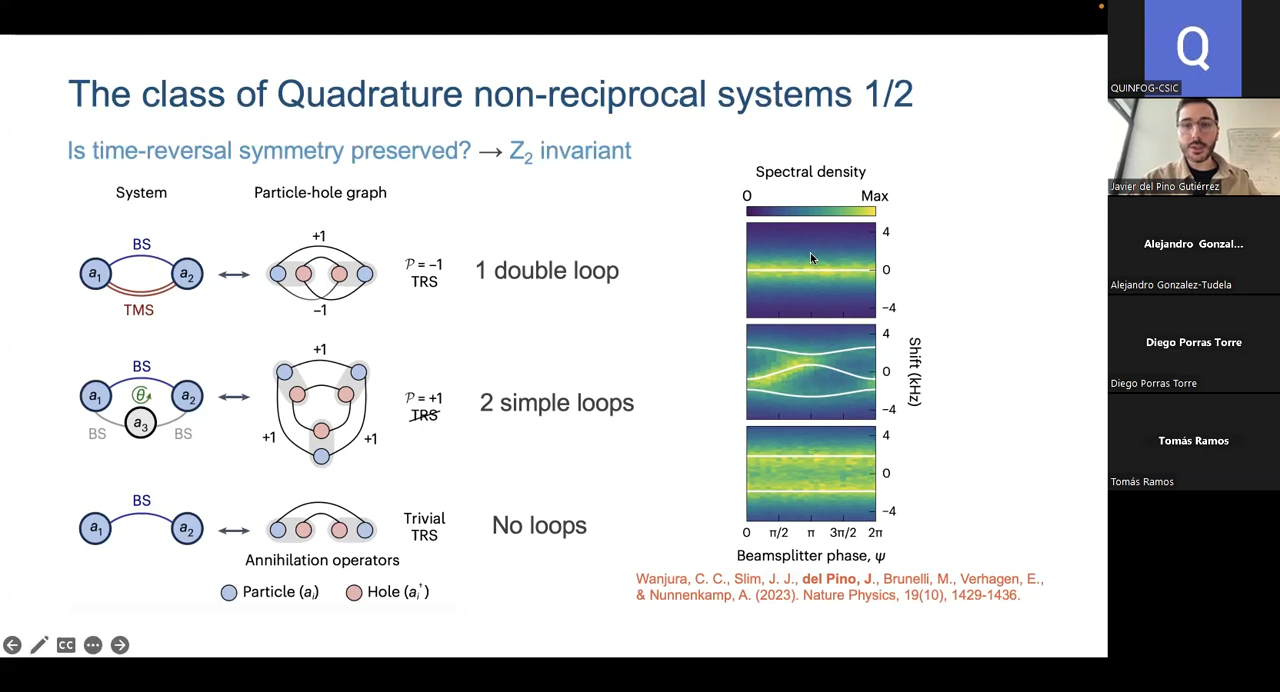 The class of Quadrature non-reciprocal systems 1/2
Is time-reversal symmetry preserved? → Z2 invariant
System
Particle-hole graph
BS
a1
a2
TMS
+1
-1
P = -1
TRS
1 double loop
BS
a1
θ
a2
a3
BS
BS
+1
+1
+1
P = +1
TRS
2 simple loops
BS
a1
a2
Trivial
TRS
No loops
Annihilation operators
Particle (ai)
Hole (ai†)
Spectral density
0
Max
4
0
-4
4
0
-4
4
0
-4
Shift (kHz)
0
π/2
π
3π/2
2π
Beamsplitter phase, ψ
Wanjura, C. C., Slim, J. J., del Pino, J., Brunelli, M., Verhagen, E.,
& Nunnenkamp, A. (2023). Nature Physics, 19(10), 1429-1436.
CC
Q
QUINFOG-CSIC
Javier del Pino Gutiérrez
Alejandro Gonzal...
Alejandro Gonzalez-Tudela
Diego Porras Torre
Diego Porras Torre
Tomás Ramos
Tomás Ramos